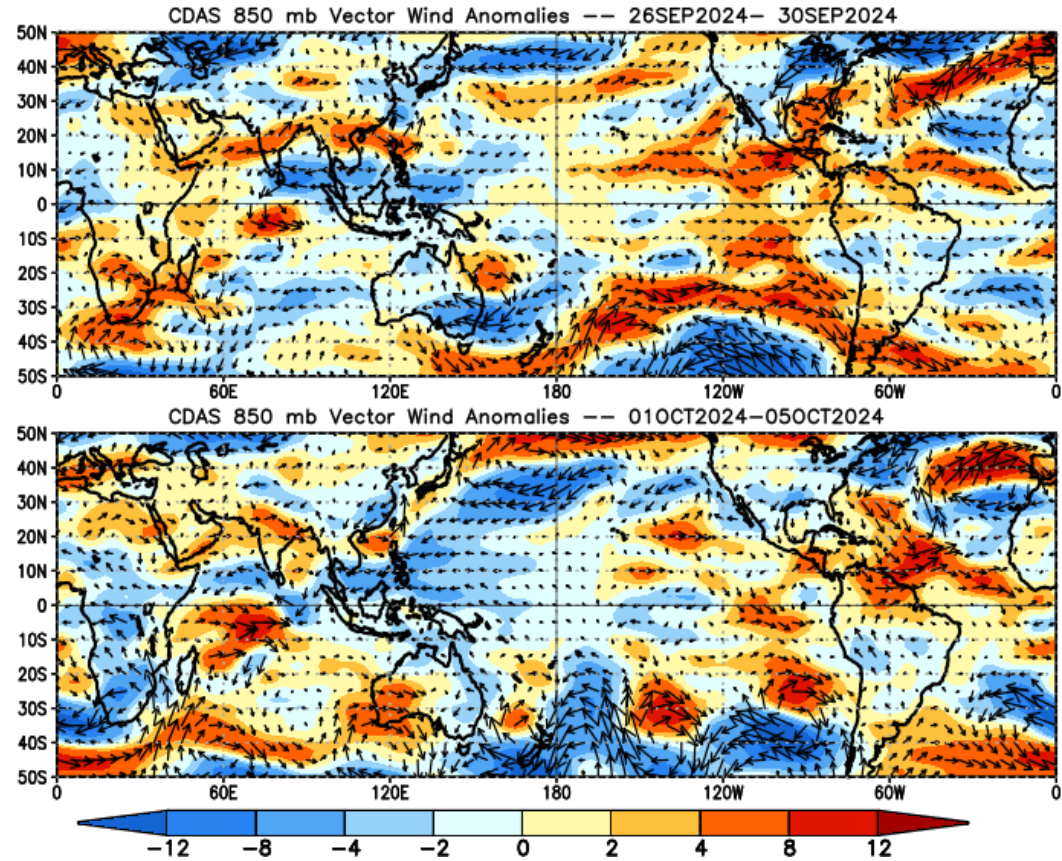 CDAS 850 mb Vector Wind Anomalies -- 26SEP2024- 30SEP2024
50N
40N
30N
20N
10N
0
10S
20S
30S
40S
50S
0 60E 120E 180 120W 60W 0
CDAS 850 mb Vector Wind Anomalies -- 01OCT2024-05OCT2024
50N
40N
30N
20N
10N
0
10S
20S
30S
40S
50S
0 60E 120E 180 120W 60W 0
-12 -8 -4 -2 0 2 4 8 12